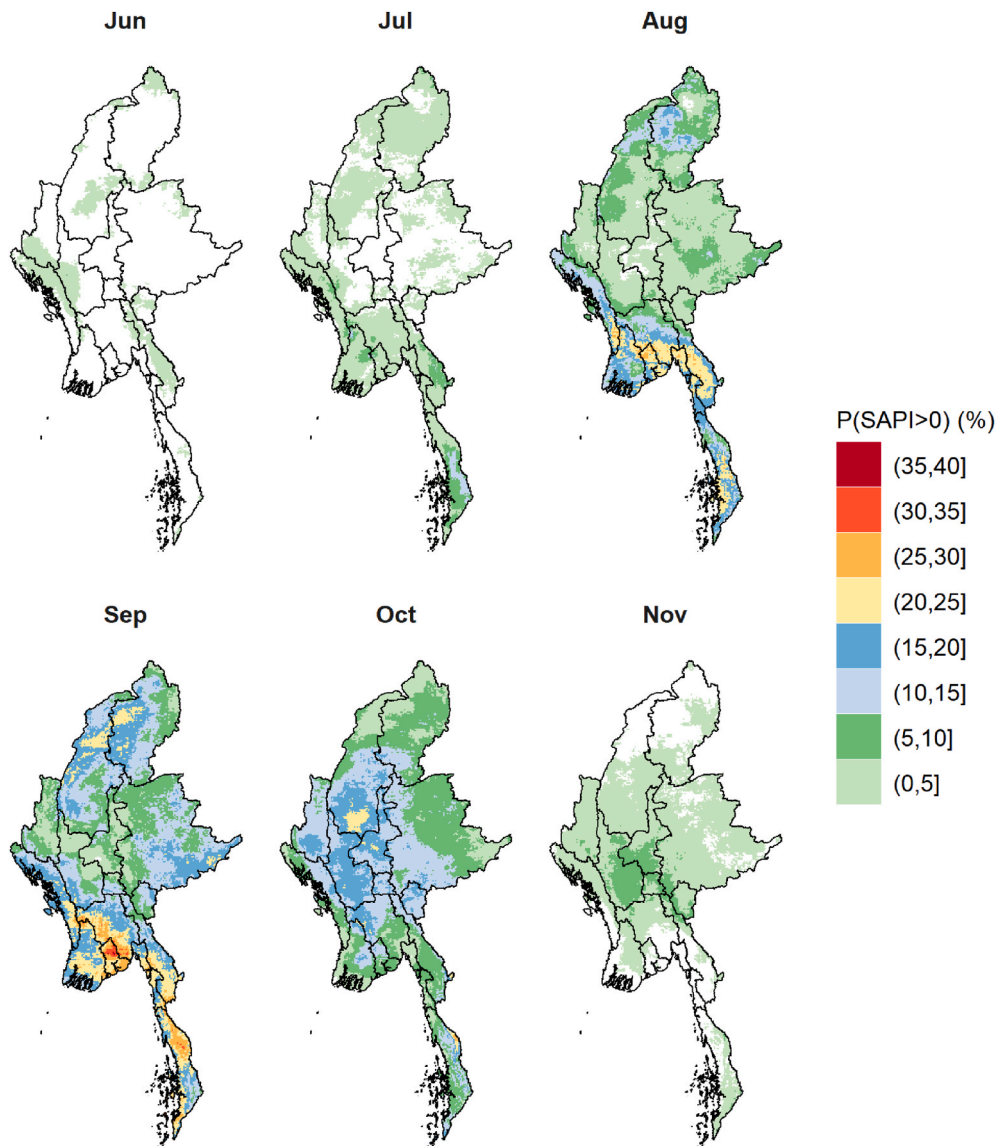 Jun
Jul
Aug
P(SAPI>0) (%)
(35,40]
(30,35]
(25,30]
(20,25]
(15,20]
(10,15]
(5,10]
(0,5]
Sep
Oct
Nov